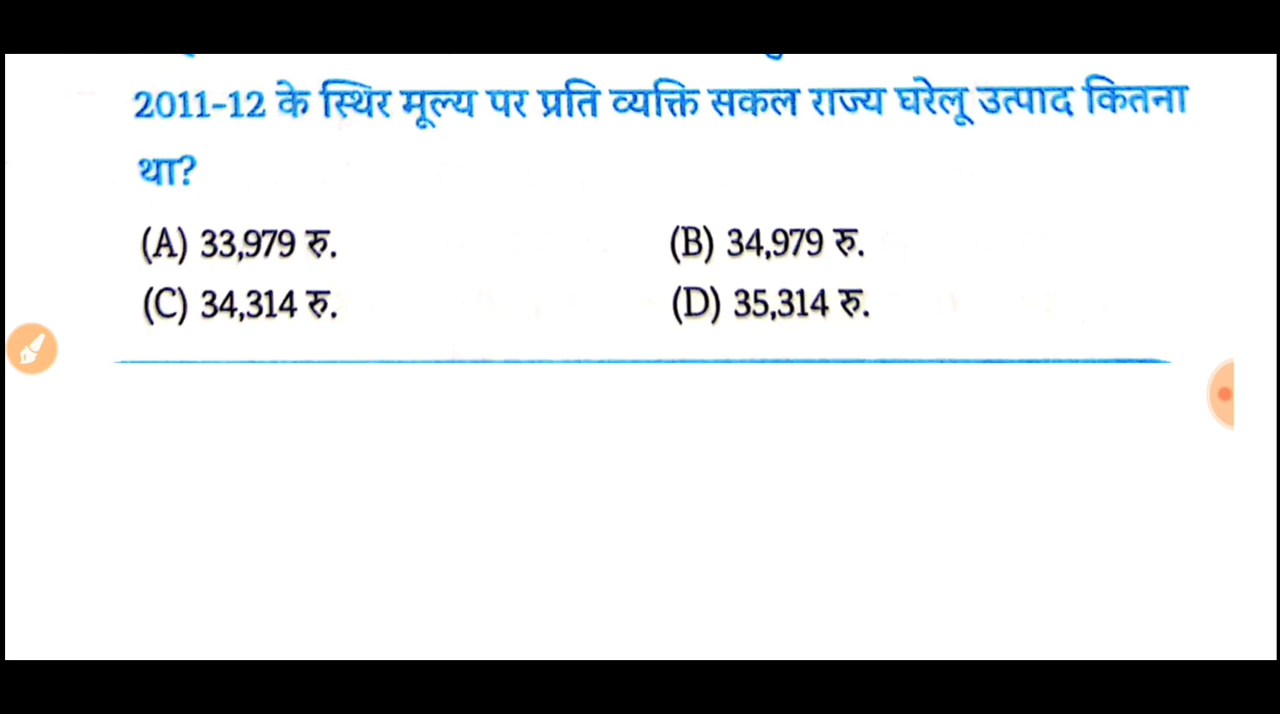 2011-12 के स्थिर मूल्य पर प्रति व्यक्ति सकल राज्य घरेलू उत्पाद कितना
था?
(A) 33,979 रु. (B) 34,979 रु.
(C) 34,314 रु. (D) 35,314 रु.